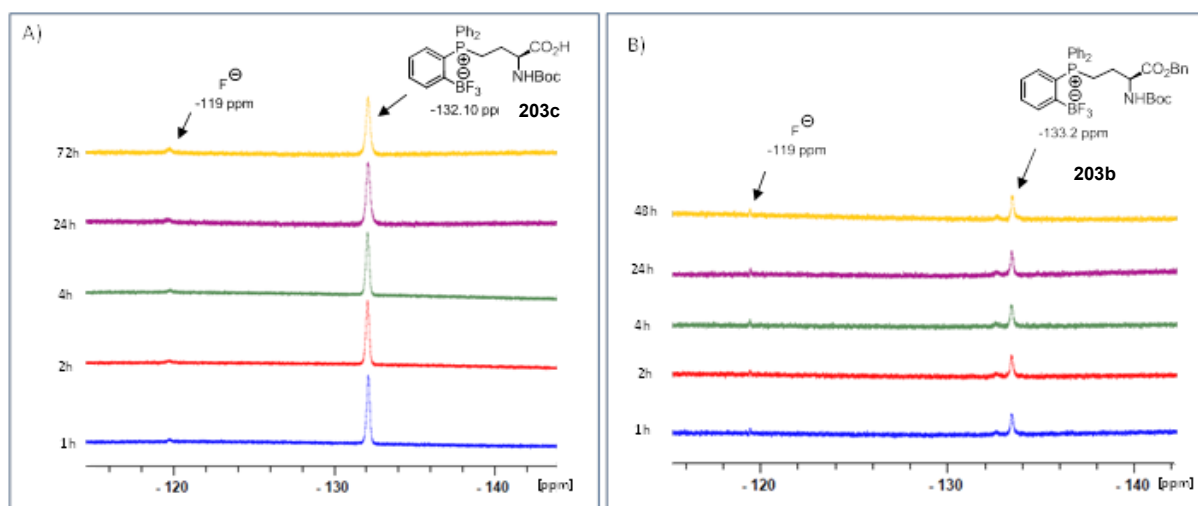 A)
Ph2
P
⊕
⊖
CO2H
NHBoc
BF3
-132.10 ppı
203c
F⊖
-119 ppm
72h
24h
4h
2h
1h
- 120
- 130
- 140
[ppm]
B)
Ph2
P
⊕
⊖
CO2Bn
NHBoc
BF3
-133.2 ppm
203b
F⊖
-119 ppm
48h
24h
4h
2h
1h
- 120
- 130
- 140
[ppm]